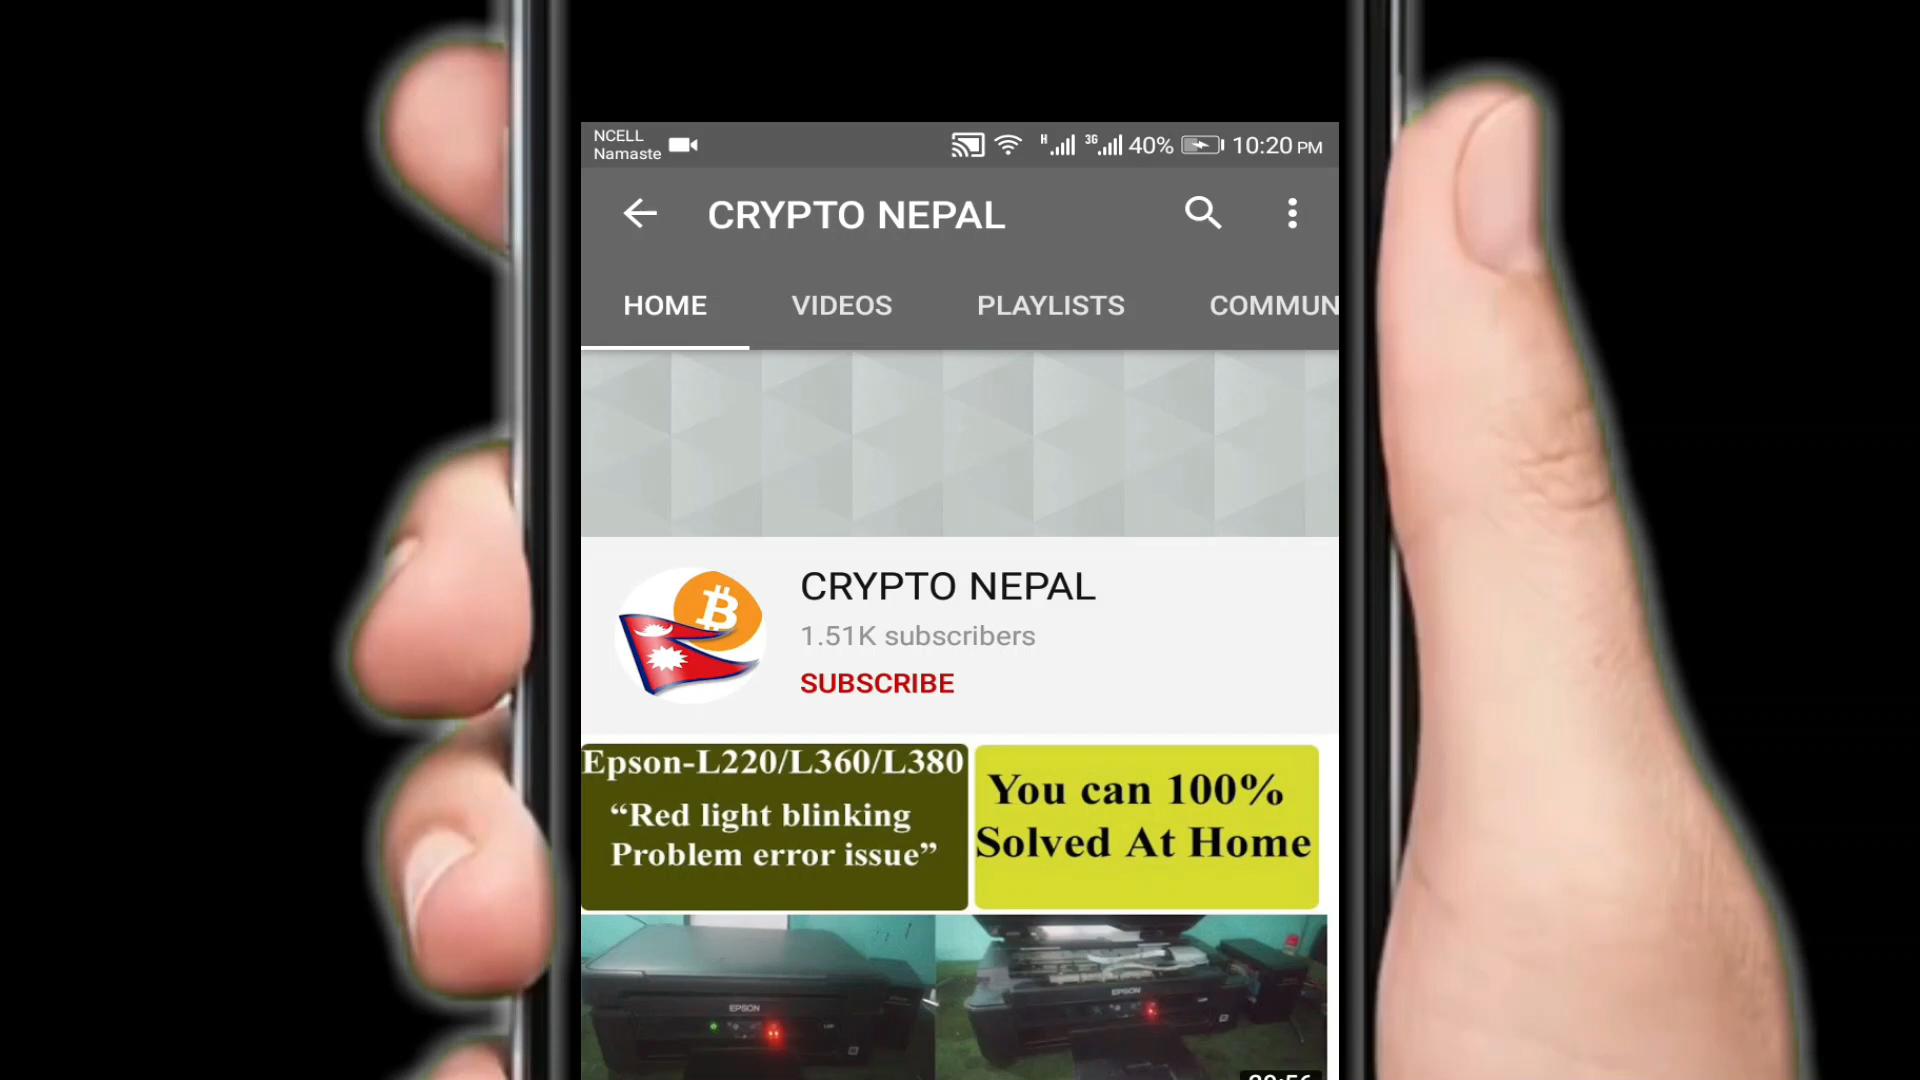 NCELL
Namaste
H 3G 40% 10:20 PM
CRYPTO NEPAL
HOME VIDEOS PLAYLISTS COMMUN
CRYPTO NEPAL
1.51K subscribers
SUBSCRIBE
Epson-L220/L360/L380
“Red light blinking
Problem error issue”
You can 100%
Solved At Home
EPSON
EPSON